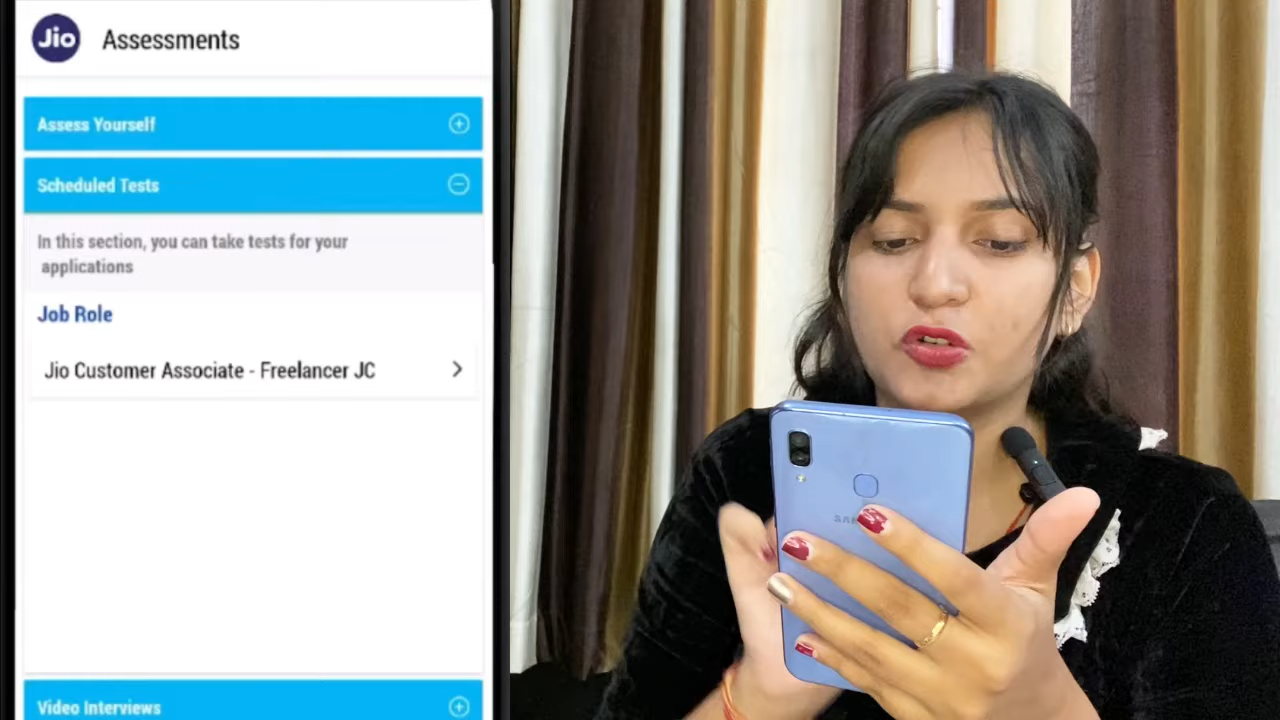 Jio
Assessments
Assess Yourself
Scheduled Tests
In this section, you can take tests for your
applications
Job Role
Jio Customer Associate - Freelancer JC
Video Interviews